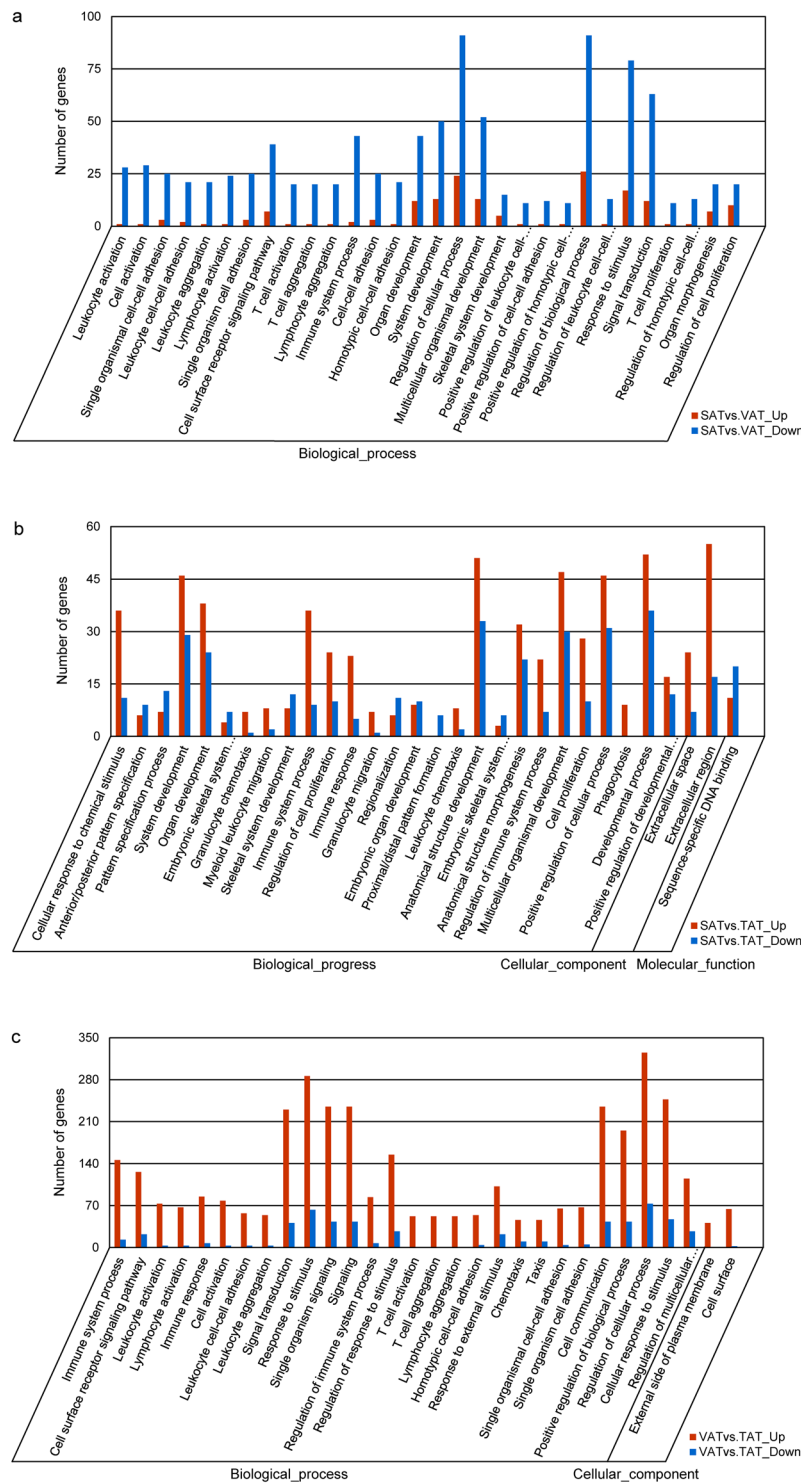 a
100
75
50
25
0
Number of genes
Leukocyte activation
Cell activation
Single organismal cell-cell adhesion
Leukocyte cell-cell adhesion
Leukocyte aggregation
Lymphocyte activation
Single organism cell adhesion
Cell surface receptor signaling pathway
T cell activation
T cell aggregation
Lymphocyte aggregation
Immune system process
Cell-cell adhesion
Homotypic cell-cell adhesion
Organ development
System development
Regulation of cellular process
Multicellular organismal development
Skeletal system development
Positive regulation of leukocyte cell-...
Positive regulation of cell-cell adhesion
Positive regulation of homotypic cell-...
Regulation of biological process
Regulation of leukocyte cell-cell...
Response to stimulus
Signal transduction
T cell proliferation
Regulation of homotypic cell-cell...
Organ morphogenesis
Regulation of cell proliferation
Biological_process
SATvs.VAT_Up
SATvs.VAT_Down
b
60
45
30
15
0
Number of genes
Cellular response to chemical stimulus
Anterior/posterior pattern specification
Pattern specification process
System development
Organ development
Embryonic skeletal system...
Granulocyte chemotaxis
Myeloid leukocyte migration
Skeletal system development
Immune system process
Regulation of cell proliferation
Immune response
Granulocyte migration
Regionalization
Embryonic organ development
Proximal/distal pattern formation
Leukocyte chemotaxis
Anatomical structure development
Embryonic skeletal system...
Anatomical structure morphogenesis
Regulation of immune system process
Multicellular organismal development
Cell proliferation
Positive regulation of cellular process
Phagocytosis
Developmental process
Positive regulation of developmental...
Extracellular space
Extracellular region
Sequence-specific DNA binding
Biological_progress
Cellular_component
Molecular_function
SATvs.TAT_Up
SATvs.TAT_Down
c
350
280
210
140
70
0
Number of genes
Immune system process
Cell surface receptor signaling pathway
Leukocyte activation
Lymphocyte activation
Immune response
Cell activation
Leukocyte cell-cell adhesion
Leukocyte aggregation
Signal transduction
Response to stimulus
Single organism signaling
Signaling
Regulation of immune system process
Regulation of response to stimulus
T cell activation
T cell aggregation
Lymphocyte aggregation
Homotypic cell-cell adhesion
Response to external stimulus
Chemotaxis
Taxis
Single organismal cell-cell adhesion
Single organism cell adhesion
Cell communication
Positive regulation of biological process
Regulation of cellular process
Cellular response to stimulus
Regulation of multicellular...
External side of plasma membrane
Cell surface
Biological_process
Cellular_component
VATvs.TAT_Up
VATvs.TAT_Down